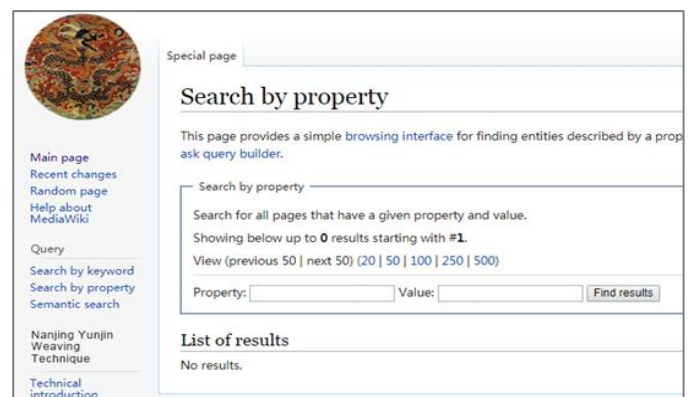 Special page
Search by property
This page provides a simple browsing interface for finding entities described by a
ask query builder.
Main page
Recent changes
Random page
Help about
MediaWiki
Query
Search by keyword
Search by property
Semantic search
Nanjing Yunjin
Weaving
Technique
Technical
introduction
Search by property
Search for all pages that have a given property and value.
Showing below up to 0 results starting with #1.
View (previous 50 | next 50) (20 | 50 | 100 | 250 | 500)
Property: Value: Find results
List of results
No results.